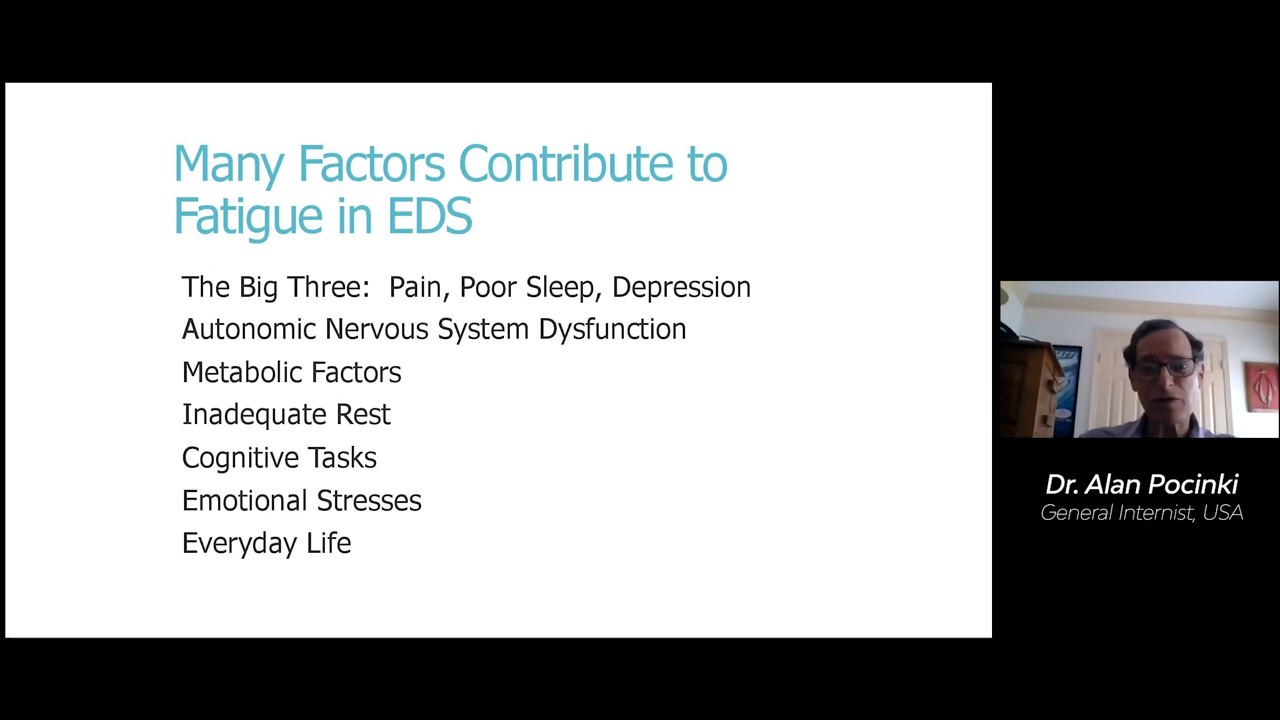 Many Factors Contribute to
Fatigue in EDS
The Big Three:  Pain, Poor Sleep, Depression
Autonomic Nervous System Dysfunction
Metabolic Factors
Inadequate Rest
Cognitive Tasks
Emotional Stresses
Everyday Life
Dr. Alan Pocinki
General Internist, USA